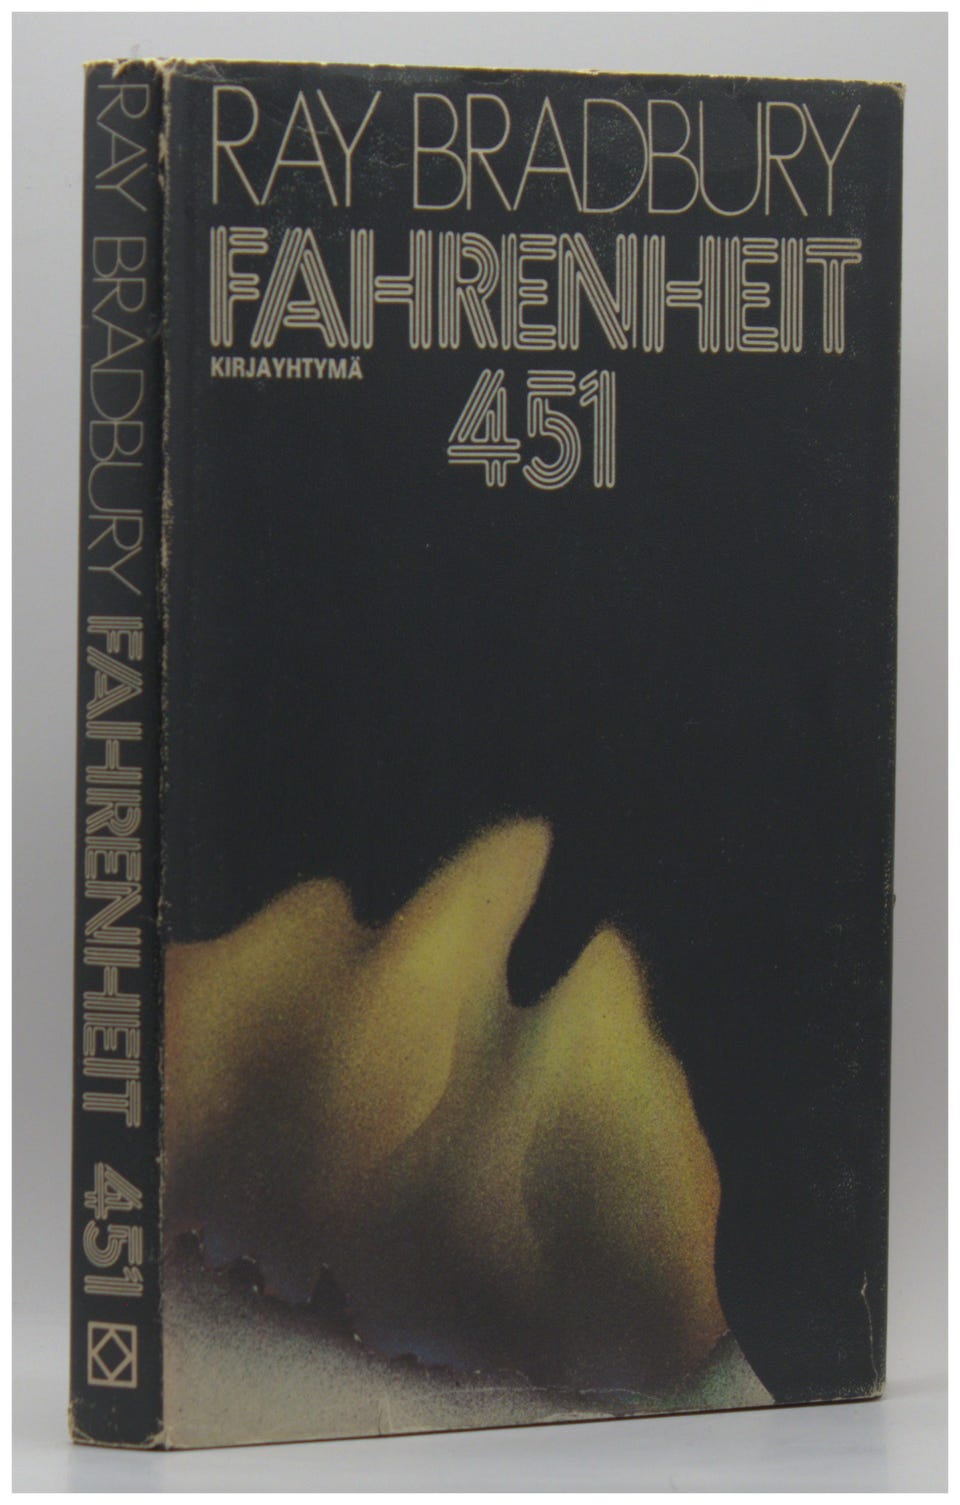 RAY BRADBURY
FAHRENHEIT
KIRJAYHTYMÄ
451
RAY BRADBURY FAHRENHEIT 451